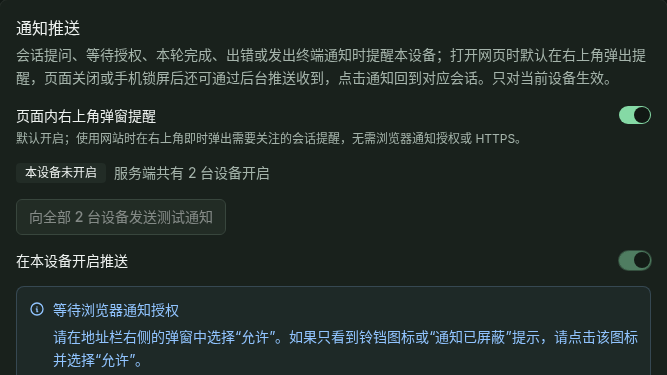 通知推送
会话提问、等待授权、本轮完成、出错或发出终端通知时提醒本设备；打开网页时默认在右上角弹出提
醒，页面关闭或手机锁屏后还可通过后台推送收到，点击通知回到对应会话。只对当前设备生效。
页面内右上角弹窗提醒
默认开启；使用网站时在右上角即时弹出需要关注的会话提醒，无需浏览器通知授权或 HTTPS。
本设备未开启 服务端共有 2 台设备开启
向全部 2 台设备发送测试通知
在本设备开启推送
等待浏览器通知授权
请在地址栏右侧的弹窗中选择“允许”。如果只看到铃铛图标或“通知已屏蔽”提示，请点击该图标
并选择“允许”。